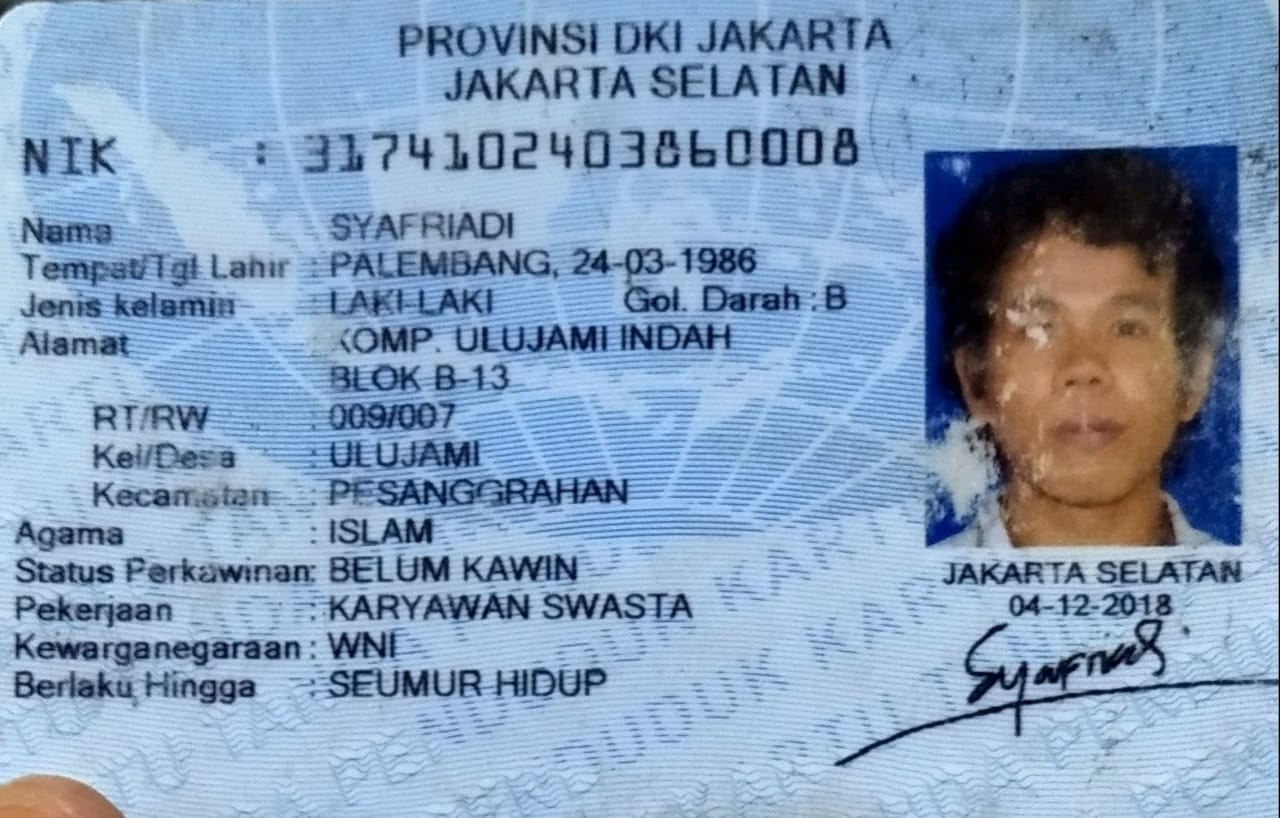 PROVINSI DKI JAKARTA
JAKARTA SELATAN
NIK : 3174102403860008
Nama SYAFRIADI
Tempat/Tgl Lahir : PALEMBANG, 24-03-1986
Jenis kelamin : LAKI-LAKI Gol. Darah : B
Alamat KOMP. ULUJAMI INDAH
BLOK B-13
RT/RW : 009/007
Kel/Desa : ULUJAMI
Kecamatan : PESANGGRAHAN
Agama : ISLAM
Status Perkawinan: BELUM KAWIN
Pekerjaan : KARYAWAN SWASTA
Kewarganegaraan : WNI
Berlaku Hingga : SEUMUR HIDUP
JAKARTA SELATAN
04-12-2018
Syafriadi